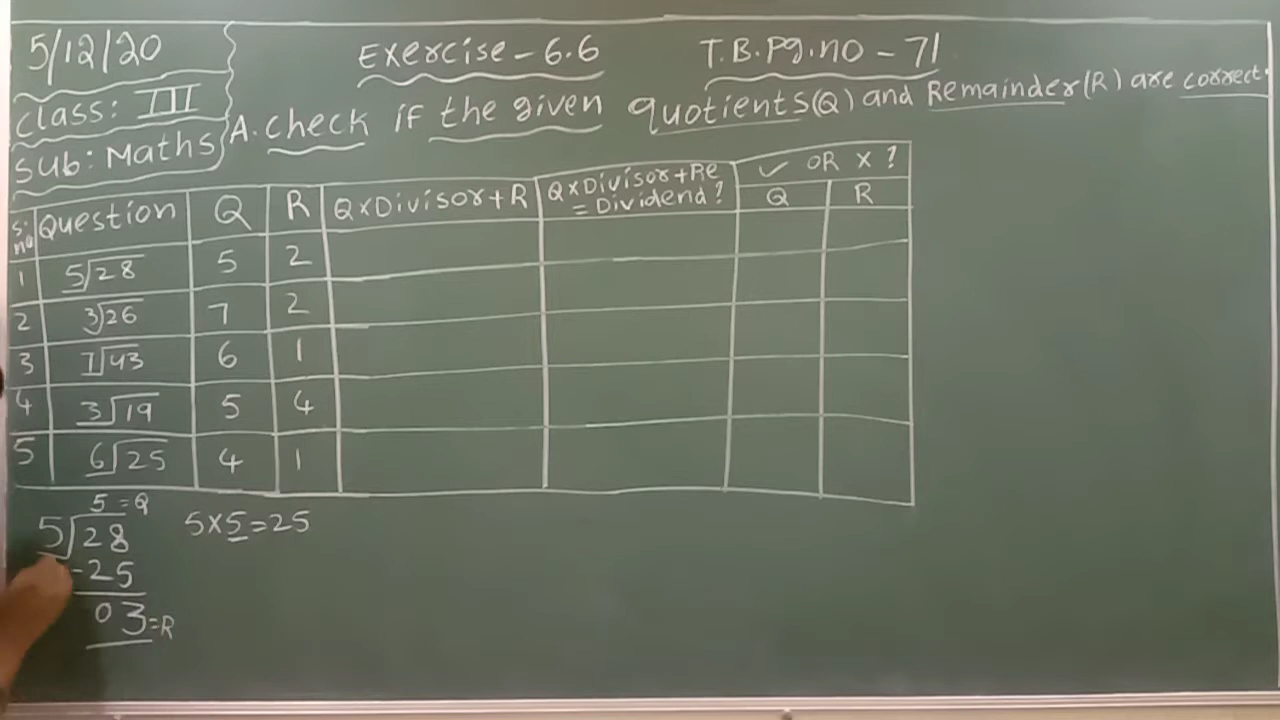 5/12/20 Exercise - 6.6 T.B.Pg.no - 71
Class: III
A. check if the given quotients(Q) and Remainder(R) are correct.
Sub: Maths
S.no Question Q R Q×Divisor+R Q×Divisor+Re = Dividend? ✓ OR × ?
Q R
1 5)28 5 2
2 3)26 7 2
3 7)43 6 1
4 3)19 5 4
5 6)25 4 1
5 = Q
5)28 5×5=25
-25
03 = R